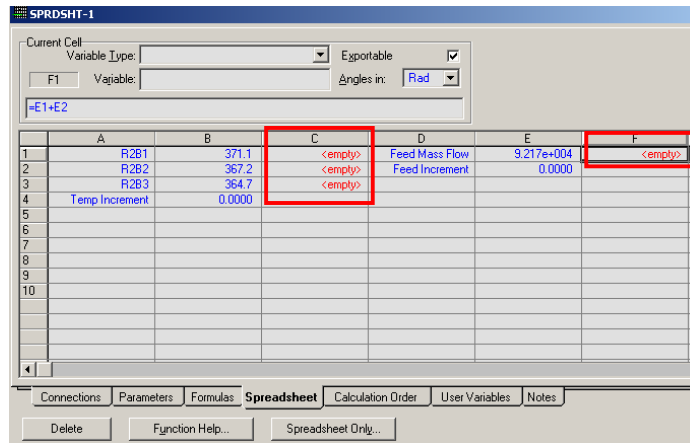 SPRDSHT-1
Current Cell
Variable Type:
Exportable
F1 Variable: Angles in: Rad
=E1+E2
A B C D E F
1 R2B1 371.1 <empty> Feed Mass Flow 9.217e+004 <empty>
2 R2B2 367.2 <empty> Feed Increment 0.0000
3 R2B3 364.7 <empty>
4 Temp Increment 0.0000
5
6
7
8
9
10
Connections Parameters Formulas Spreadsheet Calculation Order User Variables Notes
Delete Function Help... Spreadsheet Only...